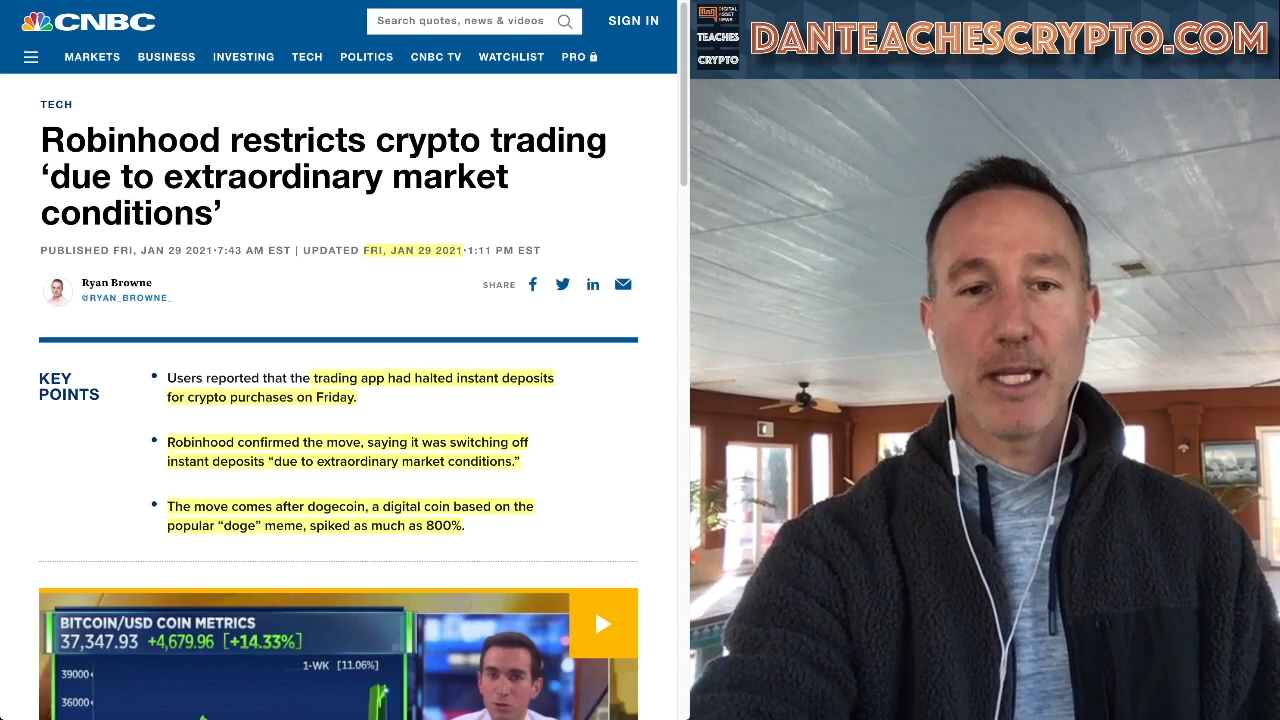 CNBC
Search quotes, news & videos
SIGN IN
MARKETS BUSINESS INVESTING TECH POLITICS CNBC TV WATCHLIST PRO
TECH
Robinhood restricts crypto trading
‘due to extraordinary market
conditions’
PUBLISHED FRI, JAN 29 2021•7:43 AM EST | UPDATED FRI, JAN 29 2021•1:11 PM EST
Ryan Browne
@RYAN_BROWNE_
SHARE
KEY
POINTS
Users reported that the trading app had halted instant deposits
for crypto purchases on Friday.
Robinhood confirmed the move, saying it was switching off
instant deposits “due to extraordinary market conditions.”
The move comes after dogecoin, a digital coin based on the
popular “doge” meme, spiked as much as 800%.
BITCOIN/USD COIN METRICS
37,347.93 +4,679.96 [+14.33%]
1-WK [11.06%]
39000
36000
DIGITAL
ASSET
NEWS
TEACHES
CRYPTO
DANTEACHESCRYPTO.COM